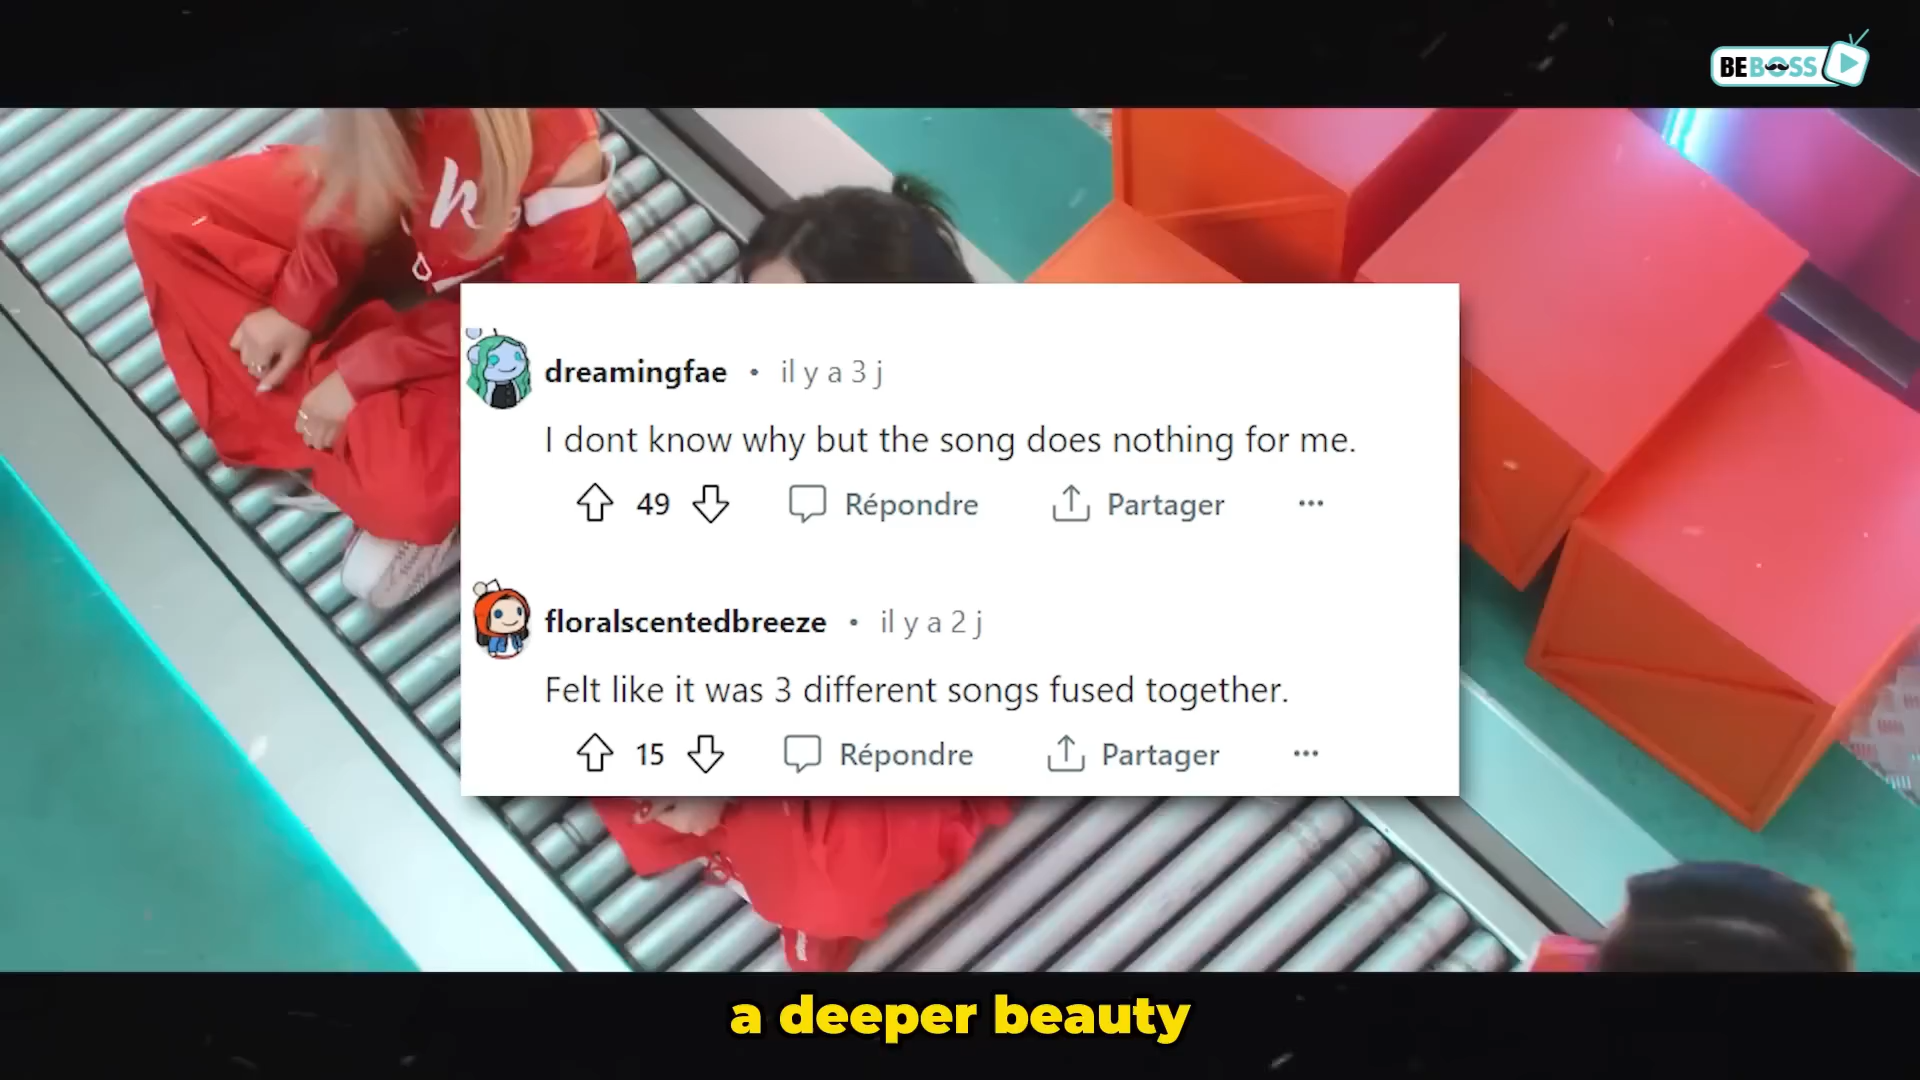 BEBOSS
h
dreamingfae • il y a 3 j
I dont know why but the song does nothing for me.
49 Répondre Partager ...
floralscentedbreeze • il y a 2 j
Felt like it was 3 different songs fused together.
15 Répondre Partager ...
a deeper beauty